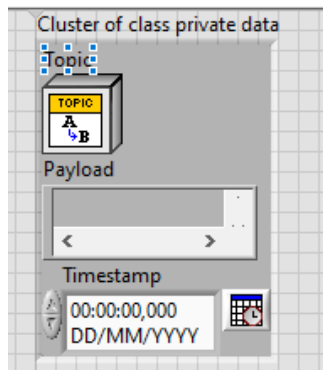 Cluster of class private data
Topic
TOPIC
A
B
Payload
Timestamp
00:00:00,000
DD/MM/YYYY